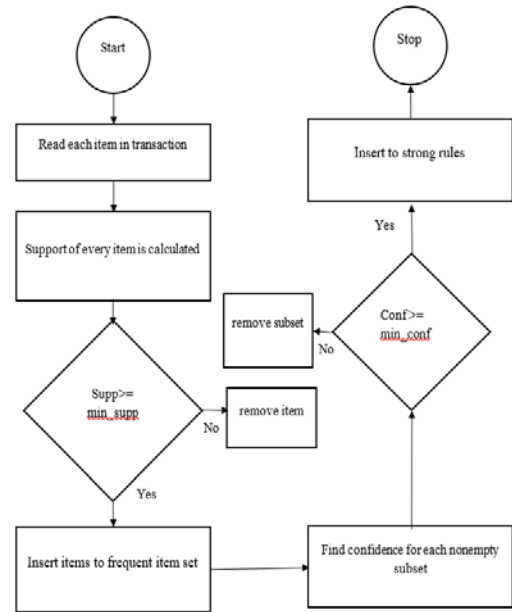 Start
Read each item in transaction
Support of every item is calculated
Supp>=
min_supp
No
remove item
Yes
Insert items to frequent item set
Find confidence for each nonempty
subset
Conf>=
min_conf
No
remove subset
Yes
Insert to strong rules
Stop